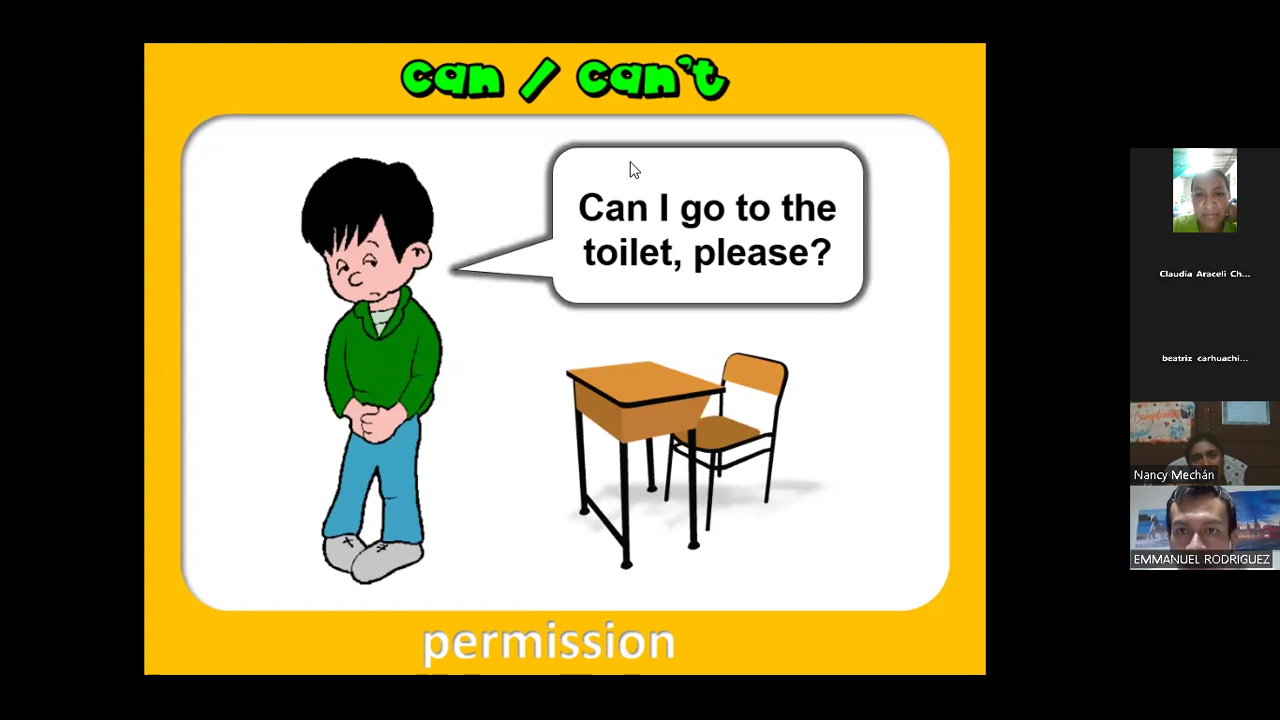 can / can't
Can I go to the
toilet, please?
permission
Claudia Araceli Ch...
beatriz carhuachi...
Nancy Mechán
EMMANUEL RODRIGUEZ